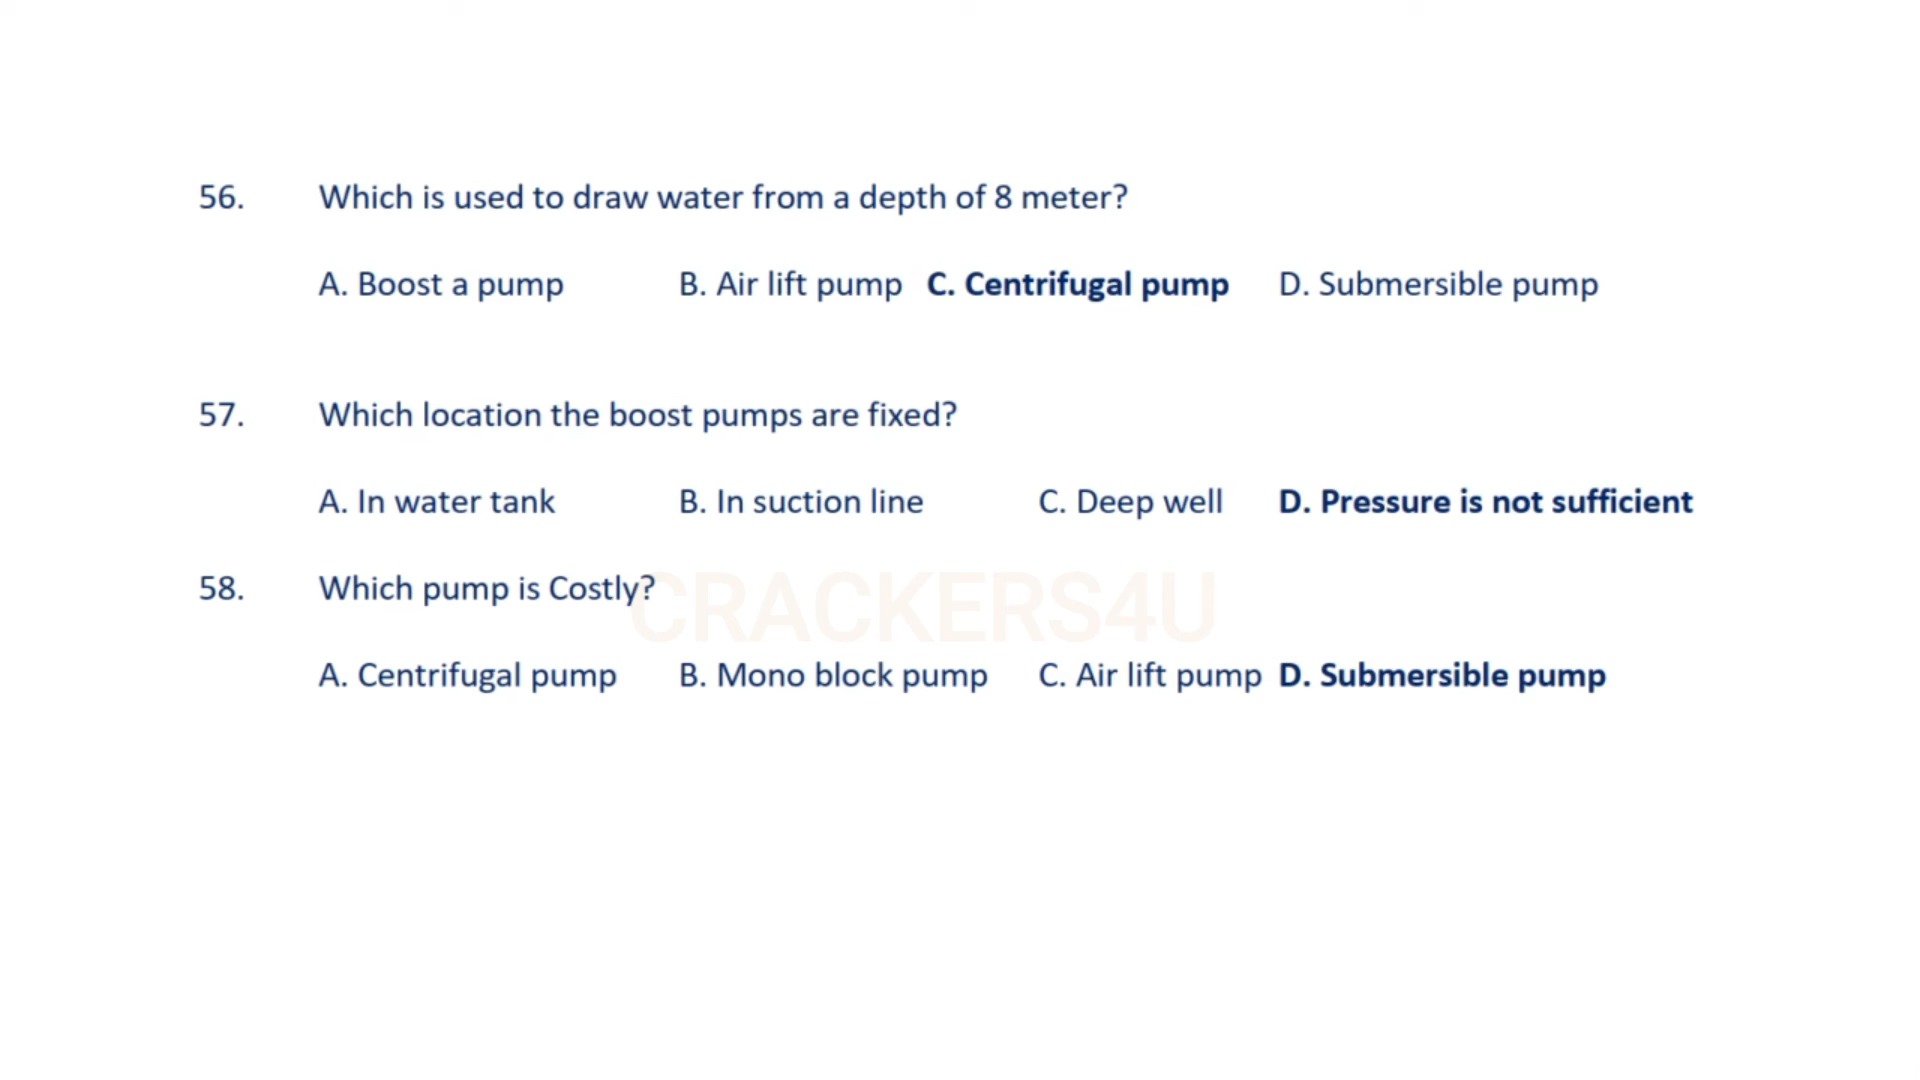 56. Which is used to draw water from a depth of 8 meter?
A. Boost a pump B. Air lift pump C. Centrifugal pump D. Submersible pump
57. Which location the boost pumps are fixed?
A. In water tank B. In suction line C. Deep well D. Pressure is not sufficient
58. Which pump is Costly?
CRACKERS4U
A. Centrifugal pump B. Mono block pump C. Air lift pump D. Submersible pump